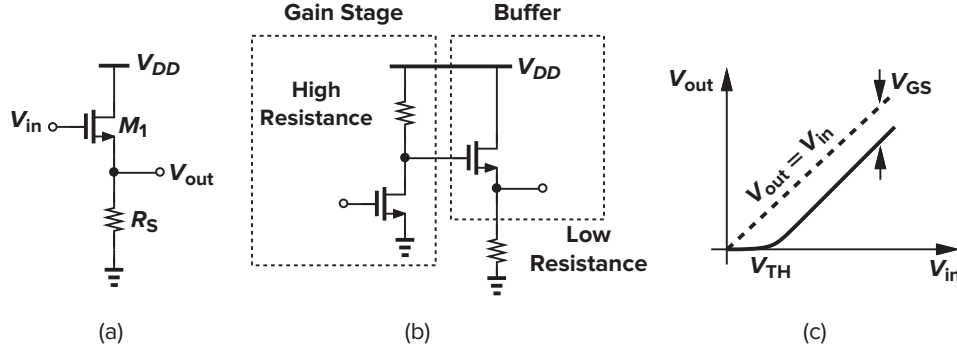 Gain Stage
Buffer
V_DD
V_in
M_1
V_out
R_S
(a)
High
Resistance
V_DD
Low
Resistance
(b)
V_out
V_GS
V_out = V_in
V_TH
V_in
(c)